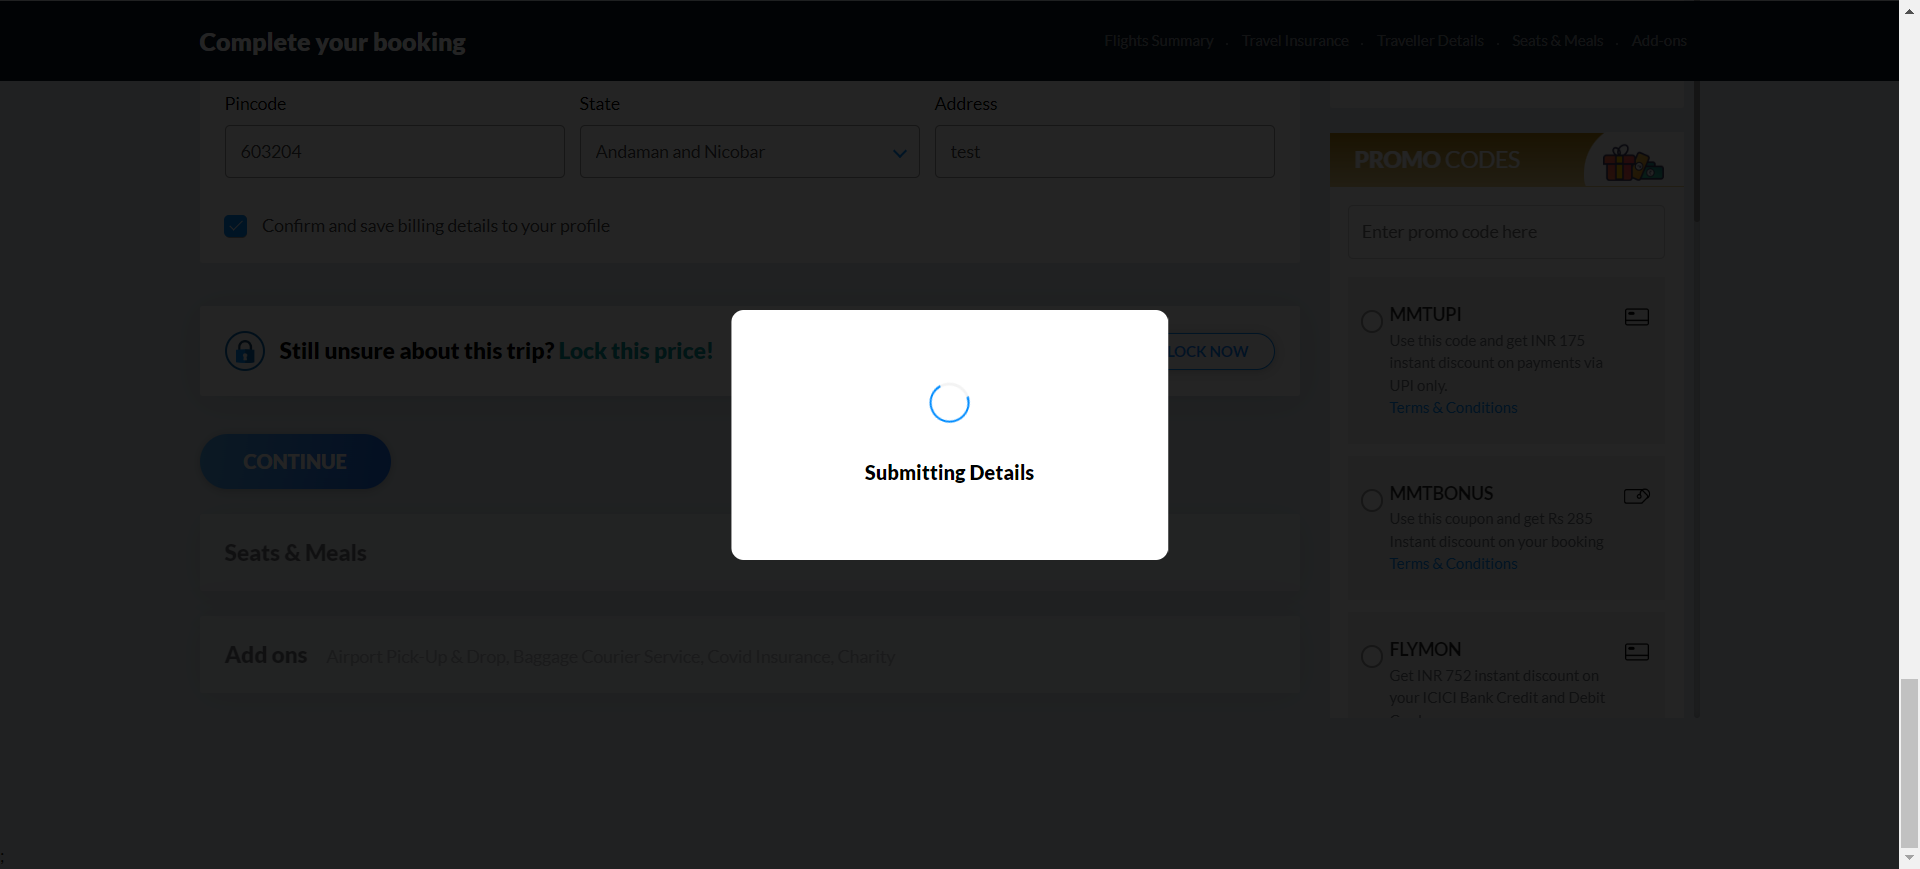 Complete your booking
Flights Summary . Travel Insurance . Traveller Details . Seats & Meals . Add-ons
Pincode
State
Address
603204
Andaman and Nicobar
test
Confirm and save billing details to your profile
Still unsure about this trip? Lock this price!
LOCK NOW
Submitting Details
CONTINUE
Seats & Meals
Add ons Airport Pick-Up & Drop, Baggage Courier Service, Covid Insurance, Charity
PROMO CODES
Enter promo code here
MMTUPI
Use this code and get INR 175
instant discount on payments via
UPI only.
Terms & Conditions
MMTBONUS
Use this coupon and get Rs 285
Instant discount on your booking
Terms & Conditions
FLYMON
Get INR 752 instant discount on
your ICICI Bank Credit and Debit
;